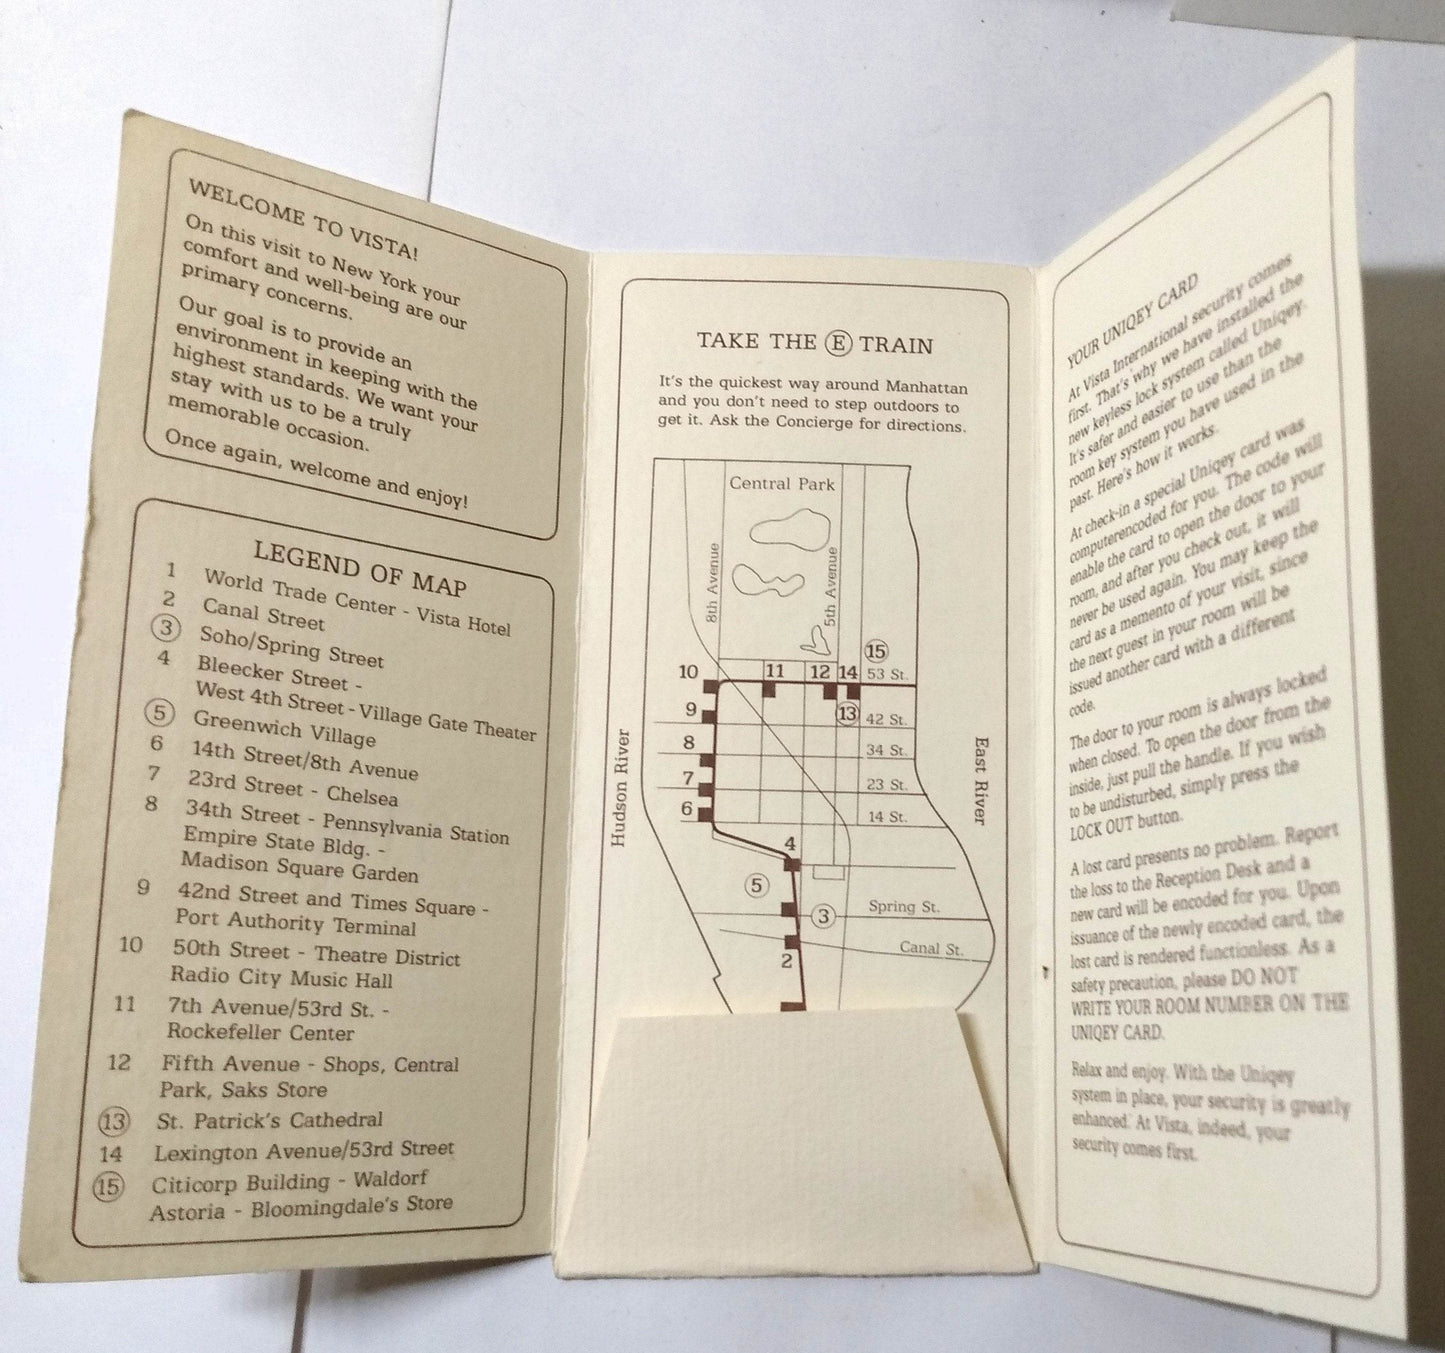 WELCOME TO VISTA!
On this visit to New York your
comfort and well-being are our
primary concerns.
Our goal is to provide an
environment in keeping with the
highest standards. We want your
stay with us to be a truly
memorable occasion.
Once again, welcome and enjoy!
LEGEND OF MAP
1 World Trade Center - Vista Hotel
2 Canal Street
3 Soho/Spring Street
4 Bleecker Street -
West 4th Street - Village Gate Theater
5 Greenwich Village
6 14th Street/8th Avenue
7 23rd Street - Chelsea
8 34th Street - Pennsylvania Station
Empire State Bldg. -
Madison Square Garden
9 42nd Street and Times Square -
Port Authority Terminal
10 50th Street - Theatre District
Radio City Music Hall
11 7th Avenue/53rd St. -
Rockefeller Center
12 Fifth Avenue - Shops, Central
Park, Saks Store
13 St. Patrick's Cathedral
14 Lexington Avenue/53rd Street
15 Citicorp Building - Waldorf
Astoria - Bloomingdale's Store
TAKE THE E TRAIN
It's the quickest way around Manhattan
and you don't need to step outdoors to
get it. Ask the Concierge for directions.
Central Park
8th Avenue
5th Avenue
15
10 11 12 14 53 St.
13
9 42 St.
8 34 St.
7 23 St.
6 14 St.
Hudson River
East River
4
5
3
Spring St.
Canal St.
2
YOUR UNIQEY CARD
At Vista International security comes
first. That's why we have installed the
new keyless lock system called Uniqey.
It's safer and easier to use than the
room key system you have used in the
past. Here's how it works.
At check-in a special Uniqey card was
computerencoded for you. The code will
enable the card to open the door to your
room, and after you check out, it will
never be used again. You may keep the
card as a memento of your visit, since
the next guest in your room will be
issued another card with a different
code.
The door to your room is always locked
when closed. To open the door from the
inside, just pull the handle. If you wish
to be undisturbed, simply press the
LOCK OUT button.
A lost card presents no problem. Report
the loss to the Reception Desk and a
new card will be encoded for you. Upon
issuance of the newly encoded card, the
lost card is rendered functionless. As a
safety precaution, please DO NOT
WRITE YOUR ROOM NUMBER ON THE
UNIQEY CARD.
Relax and enjoy. With the Uniqey
system in place, your security is greatly
enhanced. At Vista, indeed, your
security comes first.